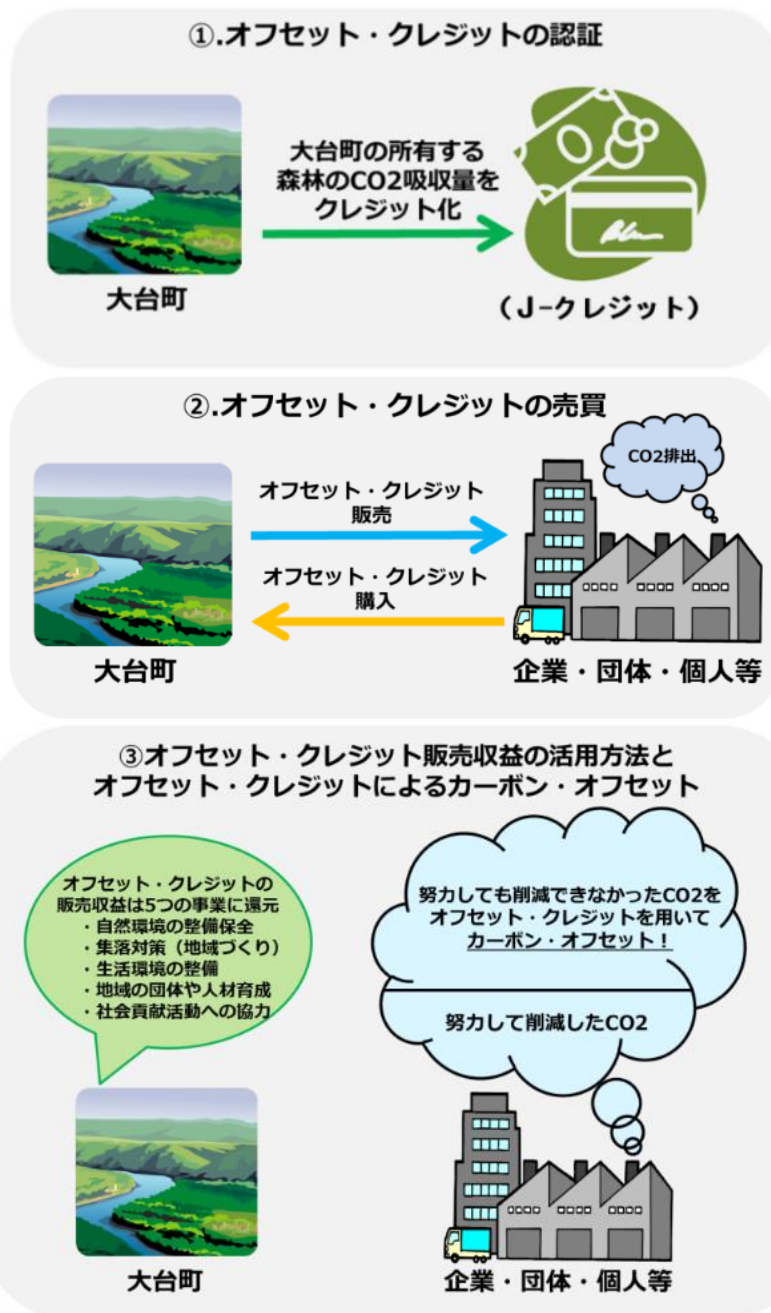 ①.オフセット・クレジットの認証
大台町の所有する
森林のCO2吸収量を
クレジット化
大台町
(J-クレジット)
②.オフセット・クレジットの売買
CO2排出
オフセット・クレジット
販売
オフセット・クレジット
購入
大台町
企業・団体・個人等
③オフセット・クレジット販売収益の活用方法と
オフセット・クレジットによるカーボン・オフセット
オフセット・クレジットの
販売収益は5つの事業に還元
・自然環境の整備保全
・集落対策(地域づくり)
・生活環境の整備
・地域の団体や人材育成
・社会貢献活動への協力
努力しても削減できなかったCO2を
オフセット・クレジットを用いて
カーボン・オフセット！
努力して削減したCO2
大台町
企業・団体・個人等